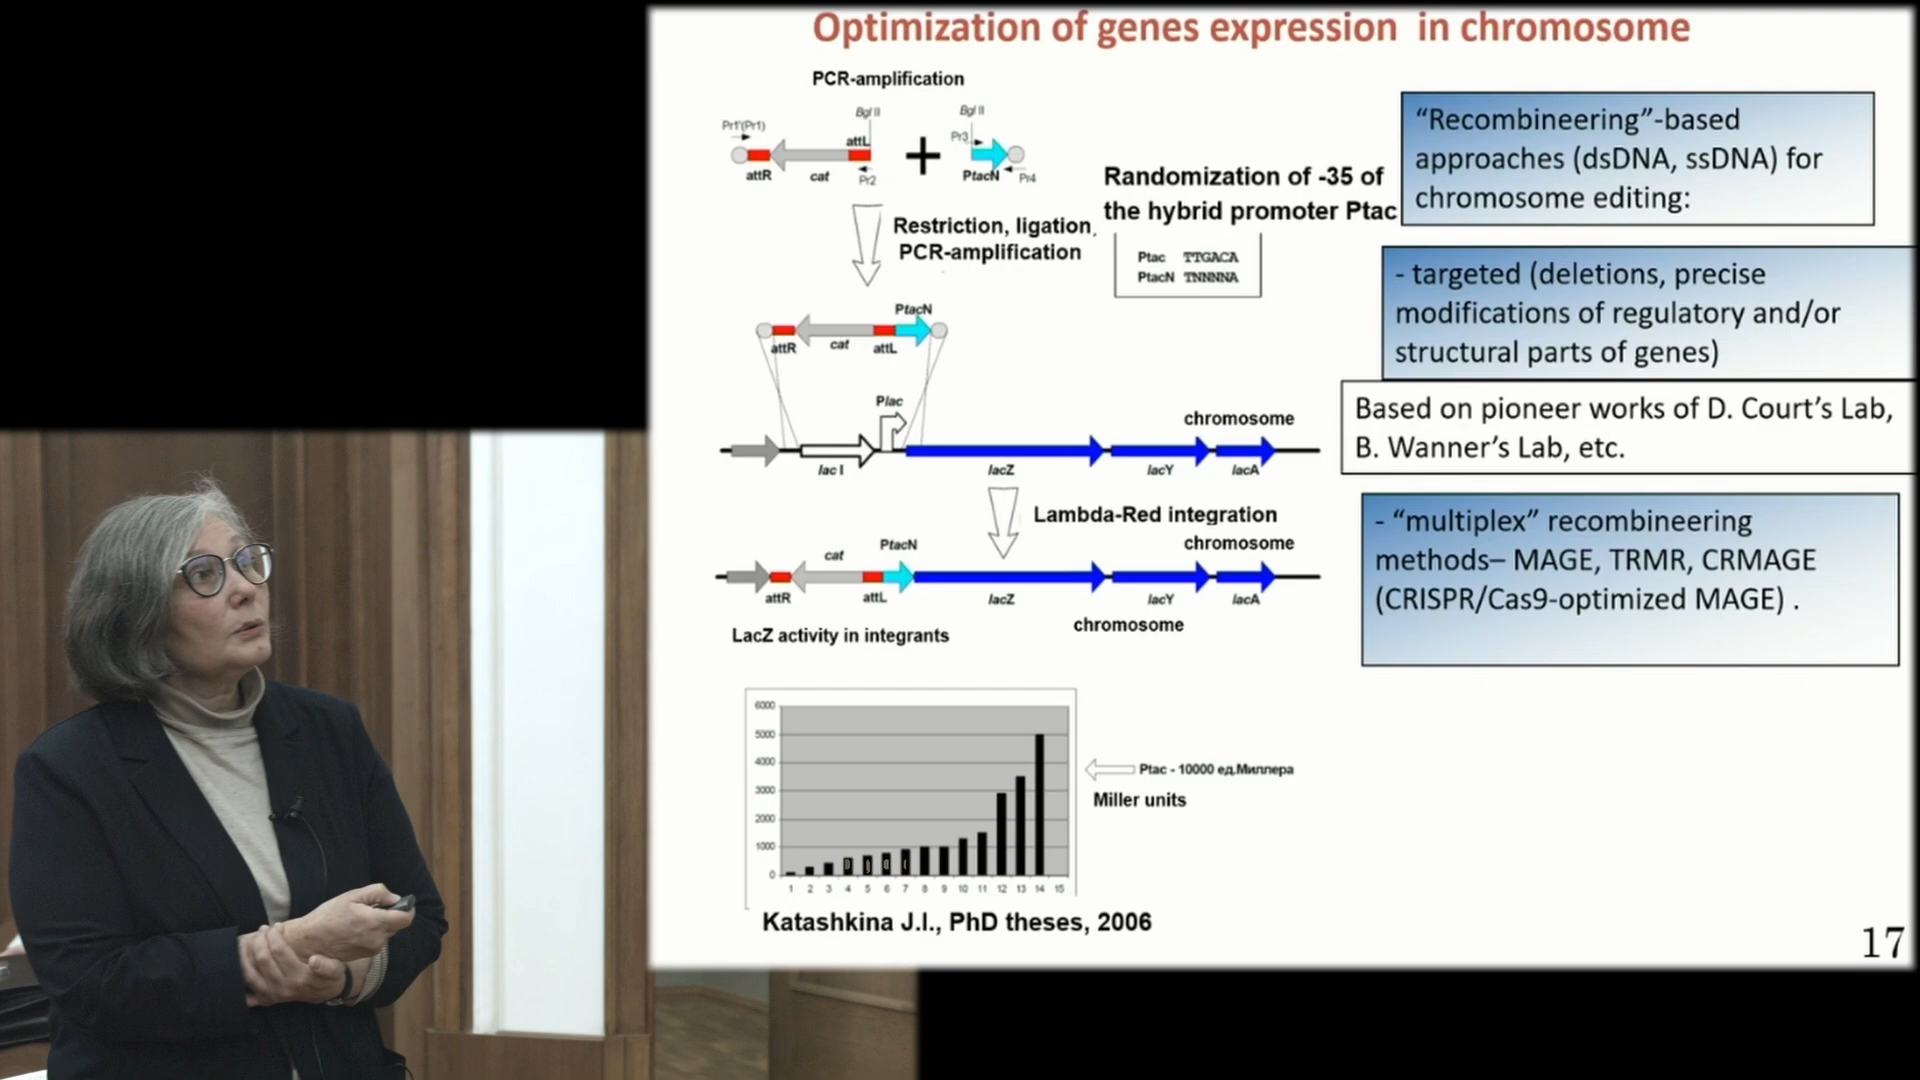 Optimization of genes expression in chromosome
PCR-amplification
Bgl II
Bgl II
Pr1'(Pr1)
attL
Pr3
attR
cat
Pr2
PtacN
Pr4
Randomization of -35 of
the hybrid promoter Ptac
Restriction, ligation,
PCR-amplification
Ptac TTGACA
PtacN TNNNNA
PtacN
attR
cat
attL
Plac
chromosome
lac I
lacZ
lacY
lacA
Lambda-Red integration
chromosome
cat
PtacN
attR
attL
lacZ
lacY
lacA
chromosome
LacZ activity in integrants
6000
5000
4000
3000
2000
1000
0
1 2 3 4 5 6 7 8 9 10 11 12 13 14 15
Ptac - 10000 ед.Миллера
Miller units
Katashkina J.I., PhD theses, 2006
“Recombineering”-based
approaches (dsDNA, ssDNA) for
chromosome editing:
- targeted (deletions, precise
modifications of regulatory and/or
structural parts of genes)
Based on pioneer works of D. Court’s Lab,
B. Wanner’s Lab, etc.
- “multiplex” recombineering
methods– MAGE, TRMR, CRMAGE
(CRISPR/Cas9-optimized MAGE) .
17